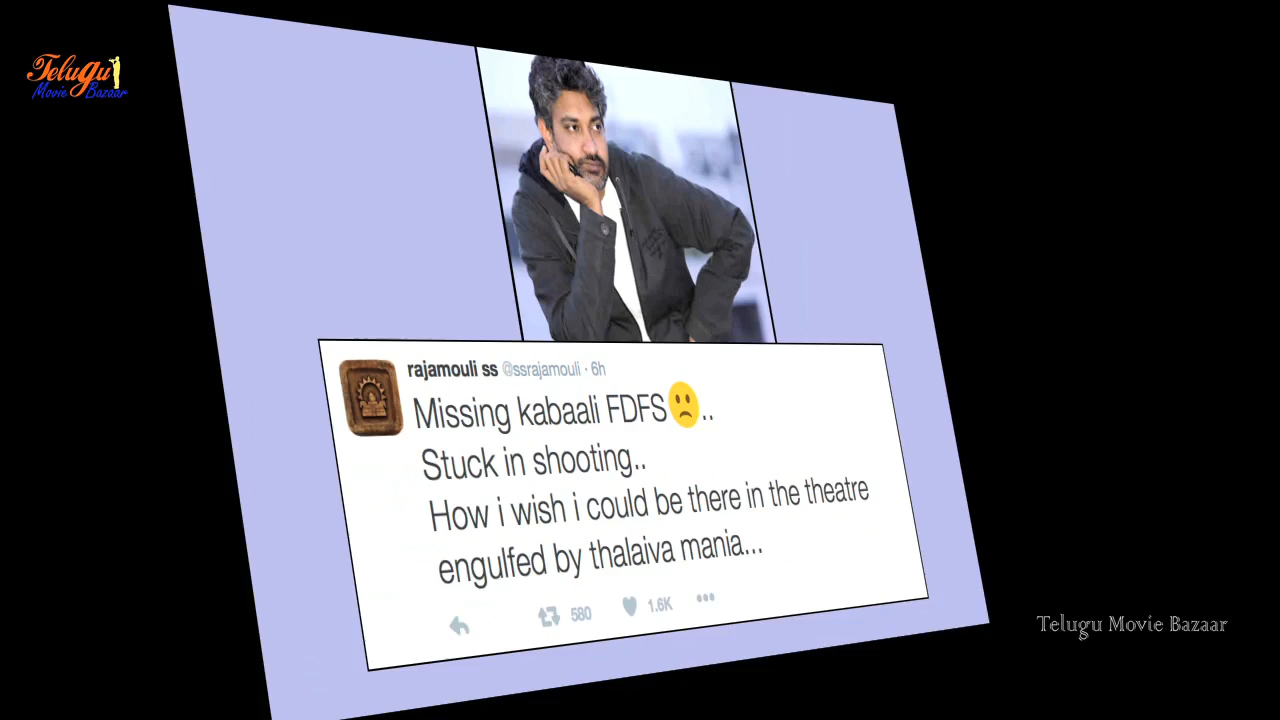 Telugu
Movie Bazaar
rajamouli ss @ssrajamouli · 6h
Missing kabaali FDFS🙁..
Stuck in shooting..
How i wish i could be there in the theatre
engulfed by thalaiva mania...
580 1.6K •••
Telugu Movie Bazaar